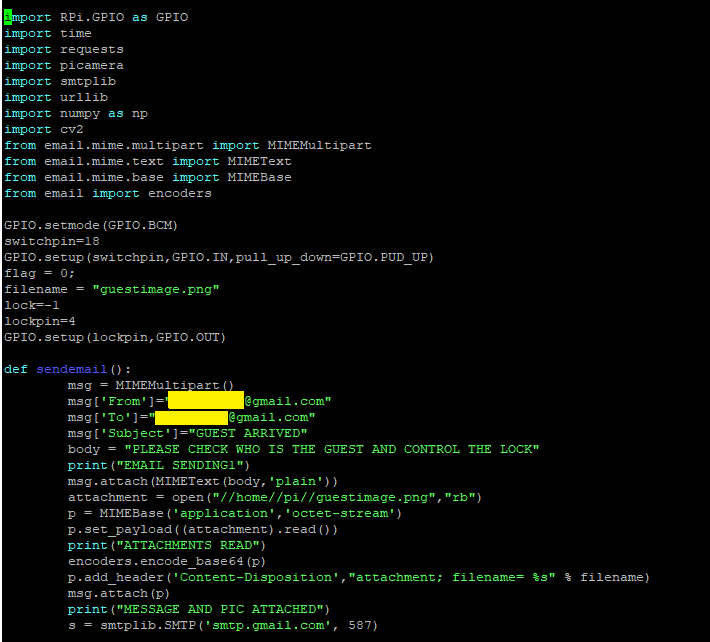 import RPi.GPIO as GPIO
import time
import requests
import picamera
import smtplib
import urllib
import numpy as np
import cv2
from email.mime.multipart import MIMEMultipart
from email.mime.text import MIMEText
from email.mime.base import MIMEBase
from email import encoders

GPIO.setmode(GPIO.BCM)
switchpin=18
GPIO.setup(switchpin,GPIO.IN,pull_up_down=GPIO.PUD_UP)
flag = 0;
filename = "guestimage.png"
lock=-1
lockpin=4
GPIO.setup(lockpin,GPIO.OUT)

def sendemail():
        msg = MIMEMultipart()
        msg['From']="@gmail.com"
        msg['To']="@gmail.com"
        msg['Subject']="GUEST ARRIVED"
        body = "PLEASE CHECK WHO IS THE GUEST AND CONTROL THE LOCK"
        print("EMAIL SENDING1")
        msg.attach(MIMEText(body,'plain'))
        attachment = open("//home//pi//guestimage.png","rb")
        p = MIMEBase('application','octet-stream')
        p.set_payload((attachment).read())
        print("ATTACHMENTS READ")
        encoders.encode_base64(p)
        p.add_header('Content-Disposition',"attachment; filename= %s" % filename)
        msg.attach(p)
        print("MESSAGE AND PIC ATTACHED")
        s = smtplib.SMTP('smtp.gmail.com', 587)